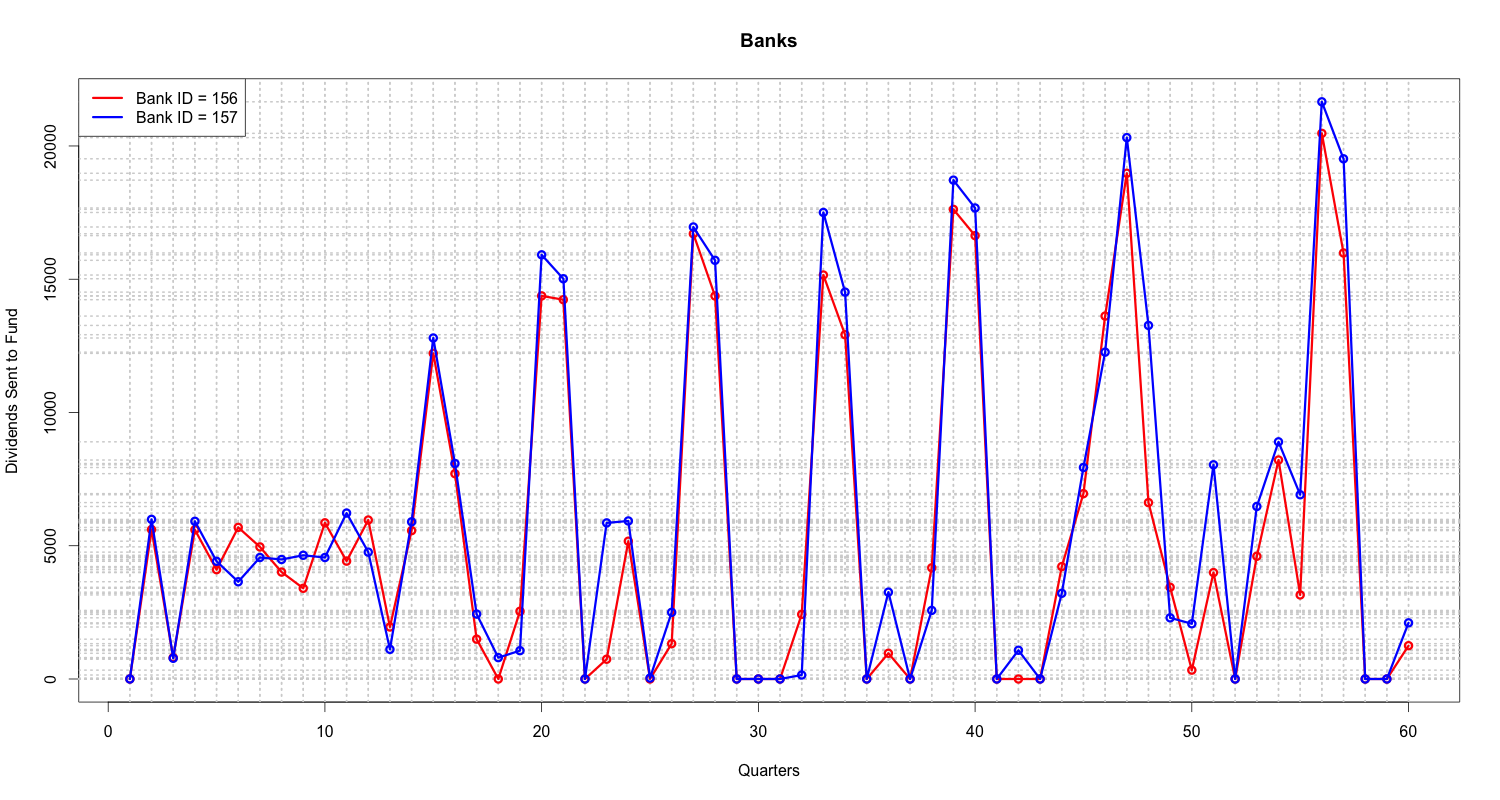 Banks
Bank ID = 156
Bank ID = 157
Dividends Sent to Fund
20000
15000
10000
5000
0
0 10 20 30 40 50 60
Quarters